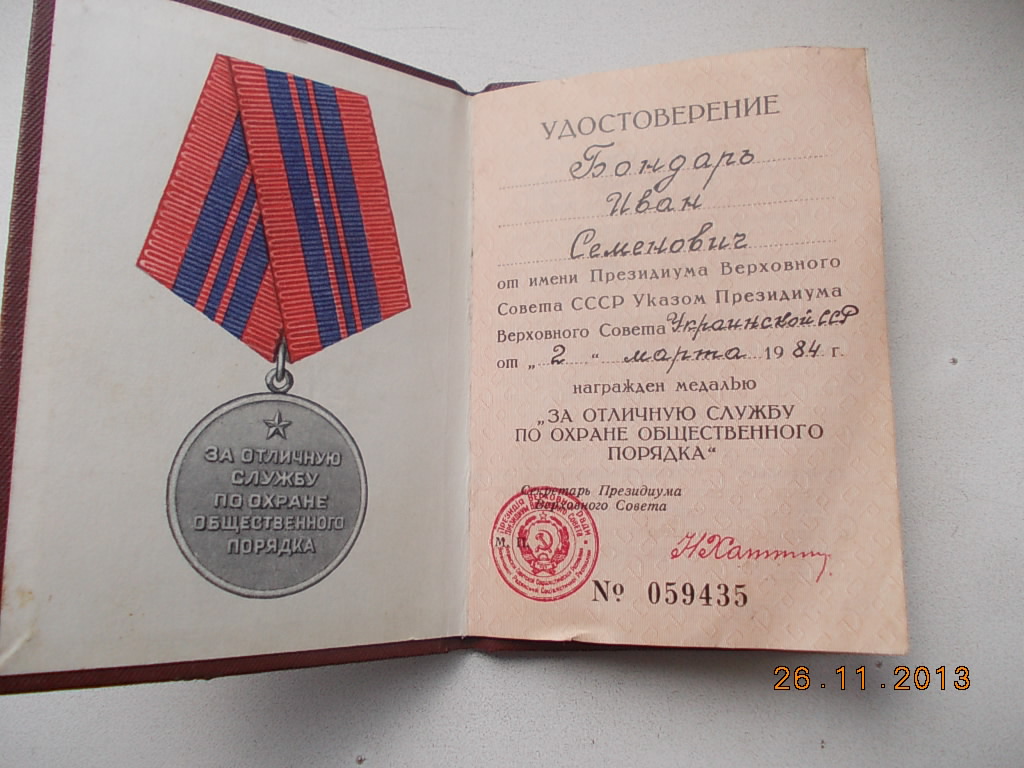 ЗА ОТЛИЧНУЮ
СЛУЖБУ
ПО ОХРАНЕ
ОБЩЕСТВЕННОГО
ПОРЯДКА
УДОСТОВЕРЕНИЕ
Бондарь
Иван
Семенович
от имени Президиума Верховного
Совета СССР Указом Президиума
Верховного Совета Украинской ССР
от „2“ марта 1984 г.
награжден медалью
„ЗА ОТЛИЧНУЮ СЛУЖБУ
ПО ОХРАНЕ ОБЩЕСТВЕННОГО
ПОРЯДКА“
Секретарь Президиума
Верховного Совета
М. П.
№ 059435
26.11.2013